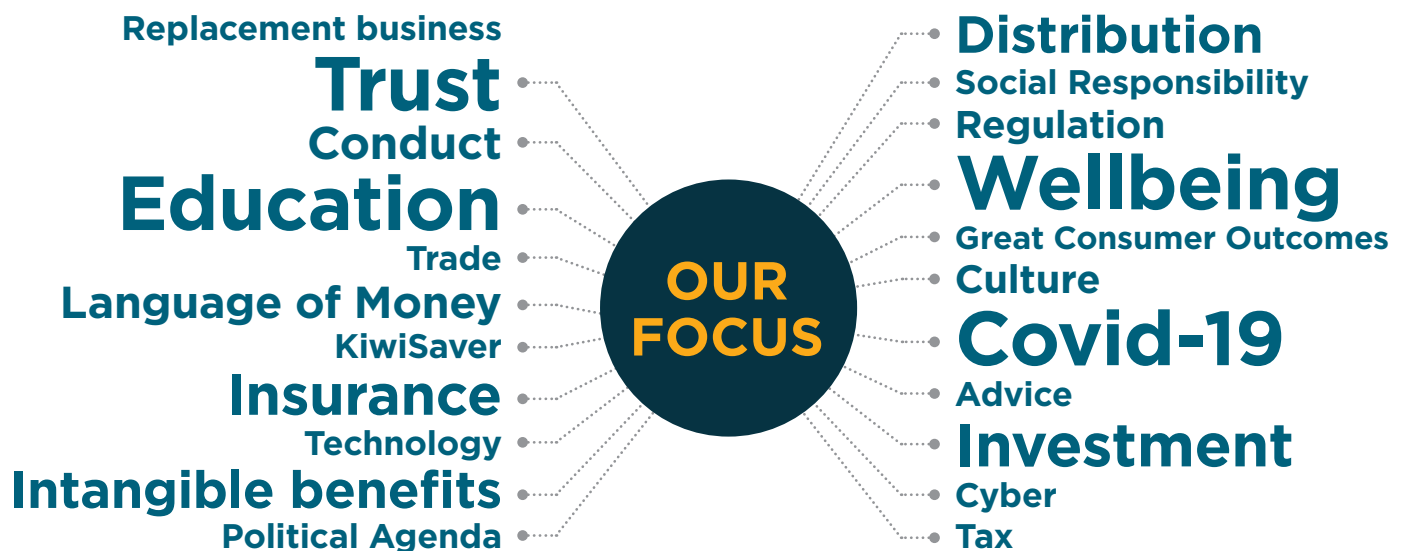 Replacement business
Trust
Conduct
Education
Trade
Language of Money
KiwiSaver
Insurance
Technology
Intangible benefits
Political Agenda
OUR
FOCUS
Distribution
Social Responsibility
Regulation
Wellbeing
Great Consumer Outcomes
Culture
Covid-19
Advice
Investment
Cyber
Tax